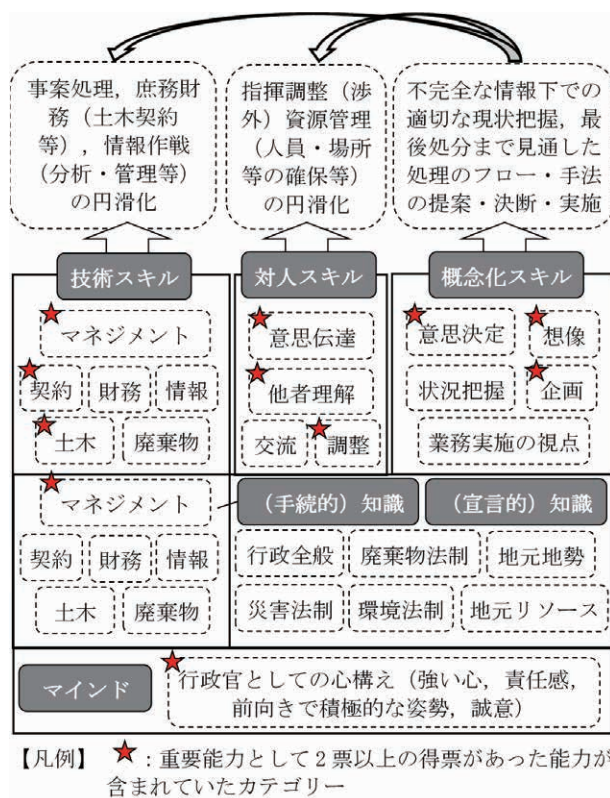 事案処理，庶務財
務（土木契約
等），情報作戦
（分析・管理等）
の円滑化
指揮調整（渉
外）資源管理
（人員・場所
等の確保等）
の円滑化
不完全な情報下での
適切な現状把握，最
後処分まで見通した
処理のフロー・手法
の提案・決断・実施
技術スキル
対人スキル
概念化スキル
マネジメント
契約
財務
情報
土木
廃棄物
意思伝達
他者理解
交流
調整
意思決定
想像
状況把握
企画
業務実施の視点
マネジメント
契約
財務
情報
土木
廃棄物
（手続的）知識
（宣言的）知識
行政全般
廃棄物法制
地元地勢
災害法制
環境法制
地元リソース
マインド
行政官としての心構え（強い心，責任感，
前向きで積極的な姿勢，誠意）
【凡例】 ★：重要能力として２票以上の得票があった能力が
含まれていたカテゴリー